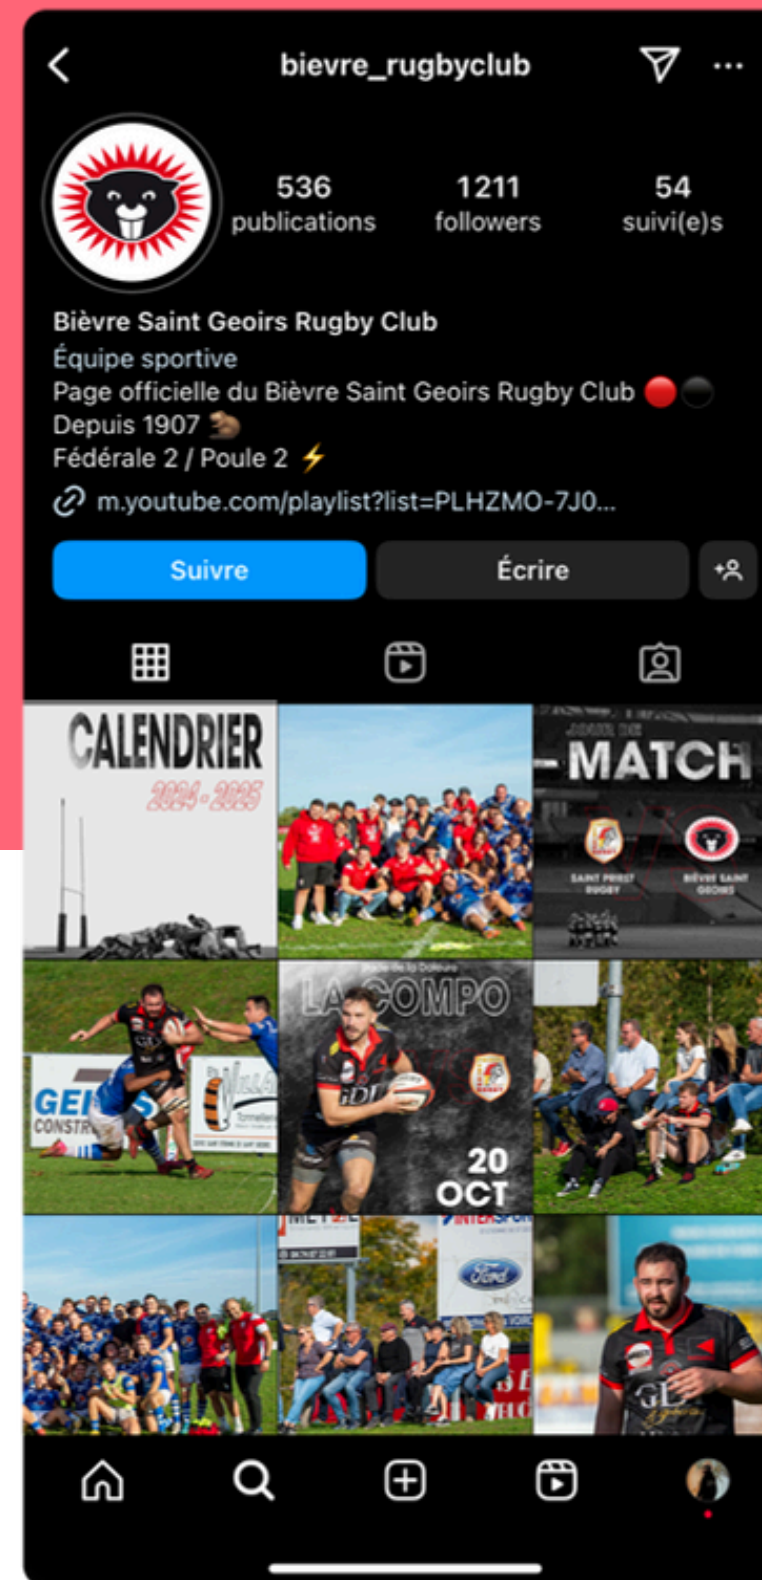 bievre_rugbyclub
536 1211 54
publications followers suivi(e)s
Bièvre Saint Geoirs Rugby Club
Équipe sportive
Page officielle du Bièvre Saint Geoirs Rugby Club
Depuis 1907
Fédérale 2 / Poule 2
m.youtube.com/playlist?list=PLHZMO-7J0...
Suivre Écrire
CALENDRIER
2024 - 2025
JOUR DE
MATCH
SAINT PRIEST
RUGBY
BIÈVRE SAINT
GEOIRS
LA COMPO
20
OCT
Ford